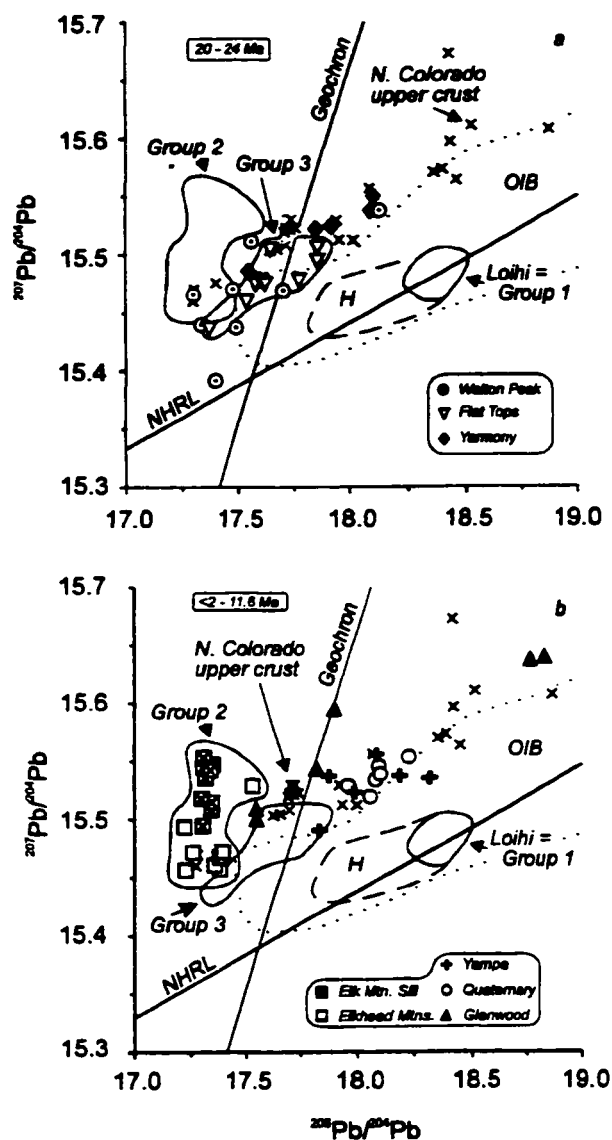 15.7
20 - 24 Ma
a
N. Colorado
upper crust
Geochron
15.6
Group 2
Group 3
OIB
²⁰⁷Pb/²⁰⁴Pb
15.5
Loihi =
Group 1
H
15.4
NHRL
Walton Peak
Flat Tops
Yarmony
15.3
17.0 17.5 18.0 18.5 19.0
15.7
<2 - 11.6 Ma
b
N. Colorado
upper crust
Geochron
15.6
Group 2
OIB
²⁰⁷Pb/²⁰⁴Pb
15.5
Loihi =
Group 1
H
Group 3
15.4
NHRL
Yampa
Elk Mtn. Sill
Quaternary
Elkhead Mtns.
Glenwood
15.3
17.0 17.5 18.0 18.5 19.0
²⁰⁶Pb/²⁰⁴Pb